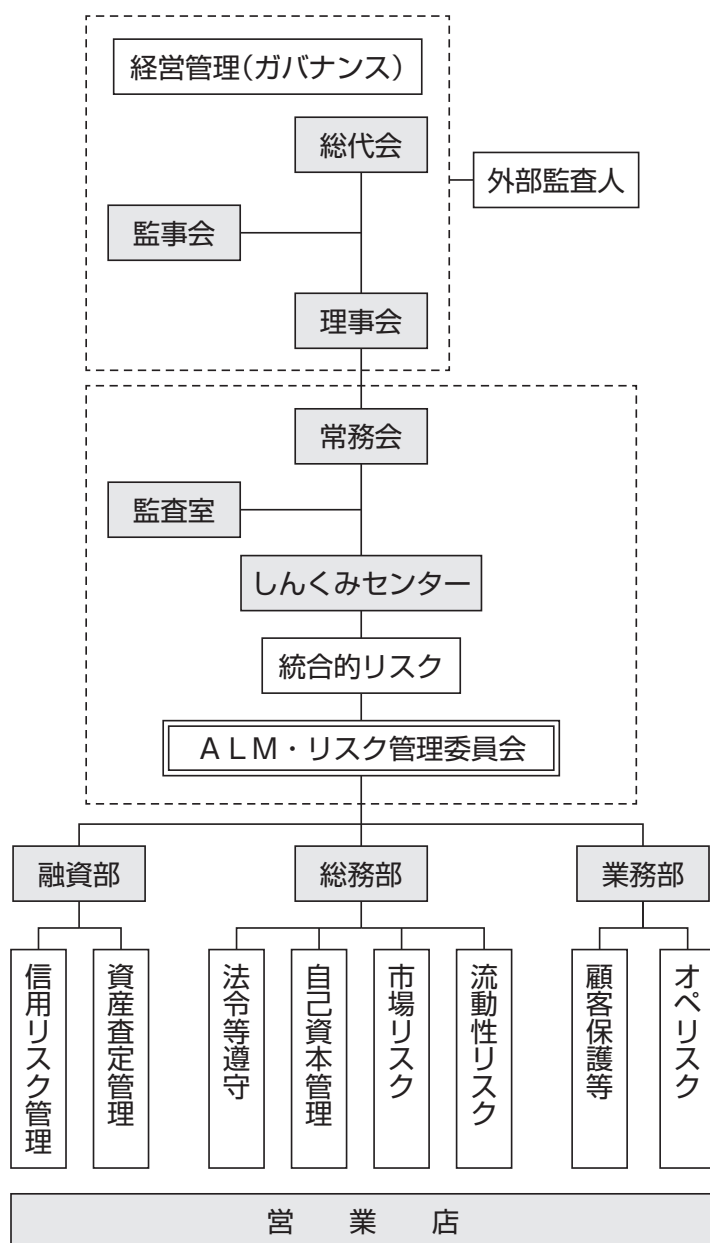 経営管理(ガバナンス)
総代会
外部監査人
監事会
理事会
常務会
監査室
しんくみセンター
統合的リスク
ALM・リスク管理委員会
融資部
総務部
業務部
信用リスク管理
資産査定管理
法令等遵守
自己資本管理
市場リスク
流動性リスク
顧客保護等
オペリスク
営業店